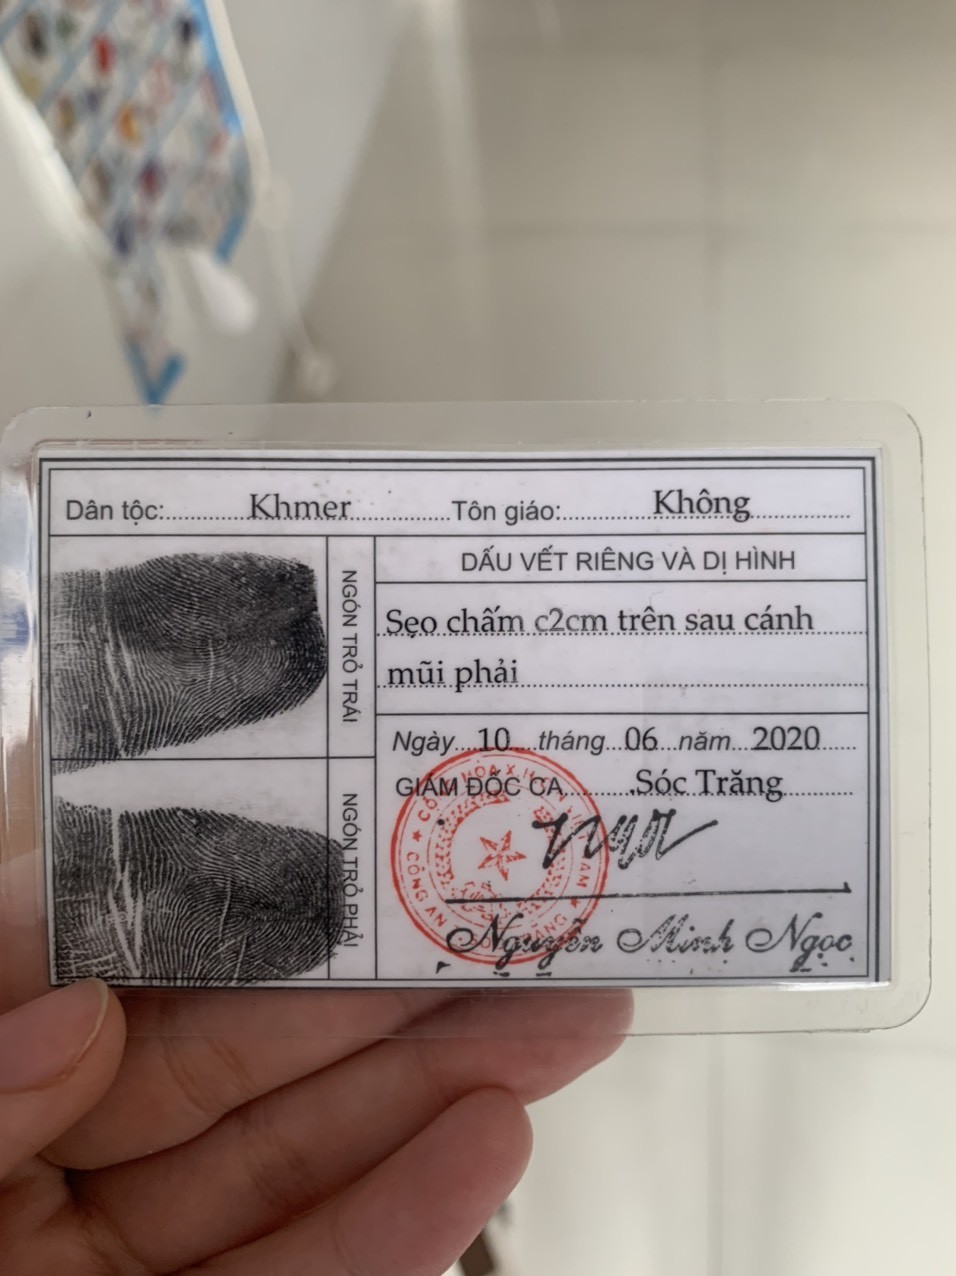 Dân tộc: Khmer Tôn giáo: Không
DẤU VẾT RIÊNG VÀ DỊ HÌNH
NGÓN TRỎ TRÁI
Sẹo chấm c2cm trên sau cánh
mũi phải
Ngày 10 tháng 06 năm 2020
GIÁM ĐỐC CA Sóc Trăng
NGÓN TRỎ PHẢI
CÔNG AN
Nguyễn Minh Ngọc